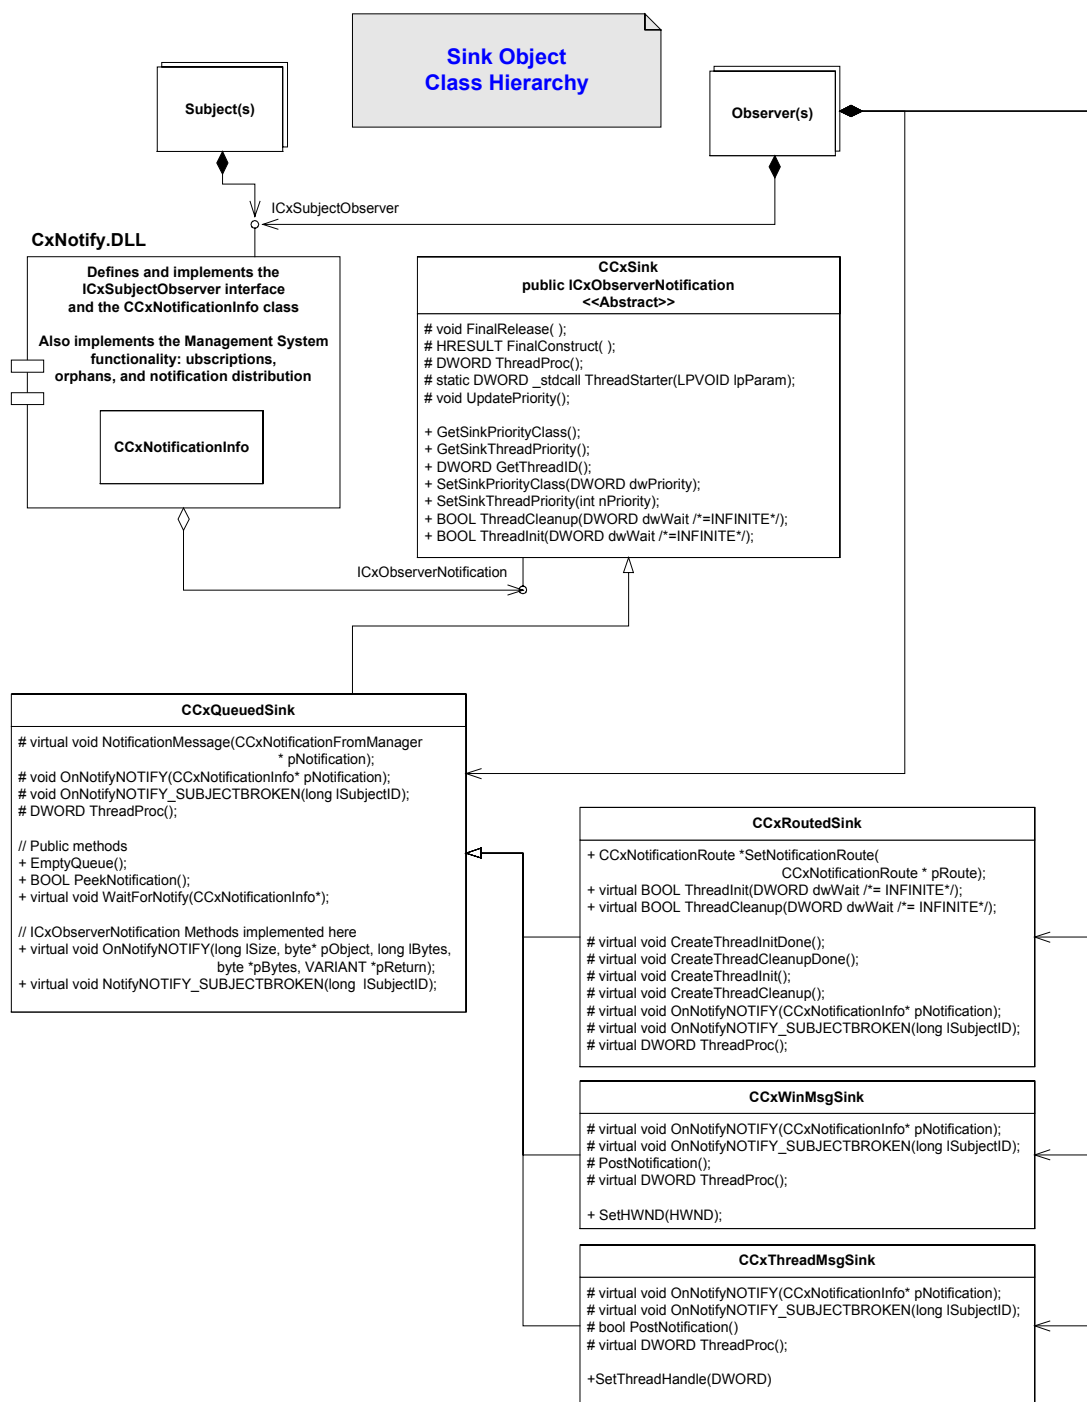 Sink Object
Class Hierarchy
Subject(s)
Observer(s)
ICxSubjectObserver
CxNotify.DLL
Defines and implements the
ICxSubjectObserver interface
and the CCxNotificationInfo class
Also implements the Management System
functionality: ubscriptions,
orphans, and notification distribution
CCxNotificationInfo
CCxSink
public ICxObserverNotification
<<Abstract>>
# void FinalRelease( );
# HRESULT FinalConstruct( );
# DWORD ThreadProc();
# static DWORD _stdcall ThreadStarter(LPVOID lpParam);
# void UpdatePriority();
+ GetSinkPriorityClass();
+ GetSinkThreadPriority();
+ DWORD GetThreadID();
+ SetSinkPriorityClass(DWORD dwPriority);
+ SetSinkThreadPriority(int nPriority);
+ BOOL ThreadCleanup(DWORD dwWait /*=INFINITE*/);
+ BOOL ThreadInit(DWORD dwWait /*=INFINITE*/);
ICxObserverNotification
CCxQueuedSink
# virtual void NotificationMessage(CCxNotificationFromManager
* pNotification);
# void OnNotifyNOTIFY(CCxNotificationInfo* pNotification);
# void OnNotifyNOTIFY_SUBJECTBROKEN(long lSubjectID);
# DWORD ThreadProc();
// Public methods
+ EmptyQueue();
+ BOOL PeekNotification();
+ virtual void WaitForNotify(CCxNotificationInfo*);
// ICxObserverNotification Methods implemented here
+ virtual void OnNotifyNOTIFY(long lSize, byte* pObject, long lBytes,
byte *pBytes, VARIANT *pReturn);
+ virtual void NotifyNOTIFY_SUBJECTBROKEN(long  lSubjectID);
CCxRoutedSink
+ CCxNotificationRoute *SetNotificationRoute(
CCxNotificationRoute * pRoute);
+ virtual BOOL ThreadInit(DWORD dwWait /*= INFINITE*/);
+ virtual BOOL ThreadCleanup(DWORD dwWait /*= INFINITE*/);
# virtual void CreateThreadInitDone();
# virtual void CreateThreadCleanupDone();
# virtual void CreateThreadInit();
# virtual void CreateThreadCleanup();
# virtual void OnNotifyNOTIFY(CCxNotificationInfo* pNotification);
# virtual void OnNotifyNOTIFY_SUBJECTBROKEN(long lSubjectID);
# virtual DWORD ThreadProc();
CCxWinMsgSink
# virtual void OnNotifyNOTIFY(CCxNotificationInfo* pNotification);
# virtual void OnNotifyNOTIFY_SUBJECTBROKEN(long lSubjectID);
# PostNotification();
# virtual DWORD ThreadProc();
+ SetHWND(HWND);
CCxThreadMsgSink
# virtual void OnNotifyNOTIFY(CCxNotificationInfo* pNotification);
# virtual void OnNotifyNOTIFY_SUBJECTBROKEN(long lSubjectID);
# bool PostNotification()
# virtual DWORD ThreadProc();
+SetThreadHandle(DWORD)